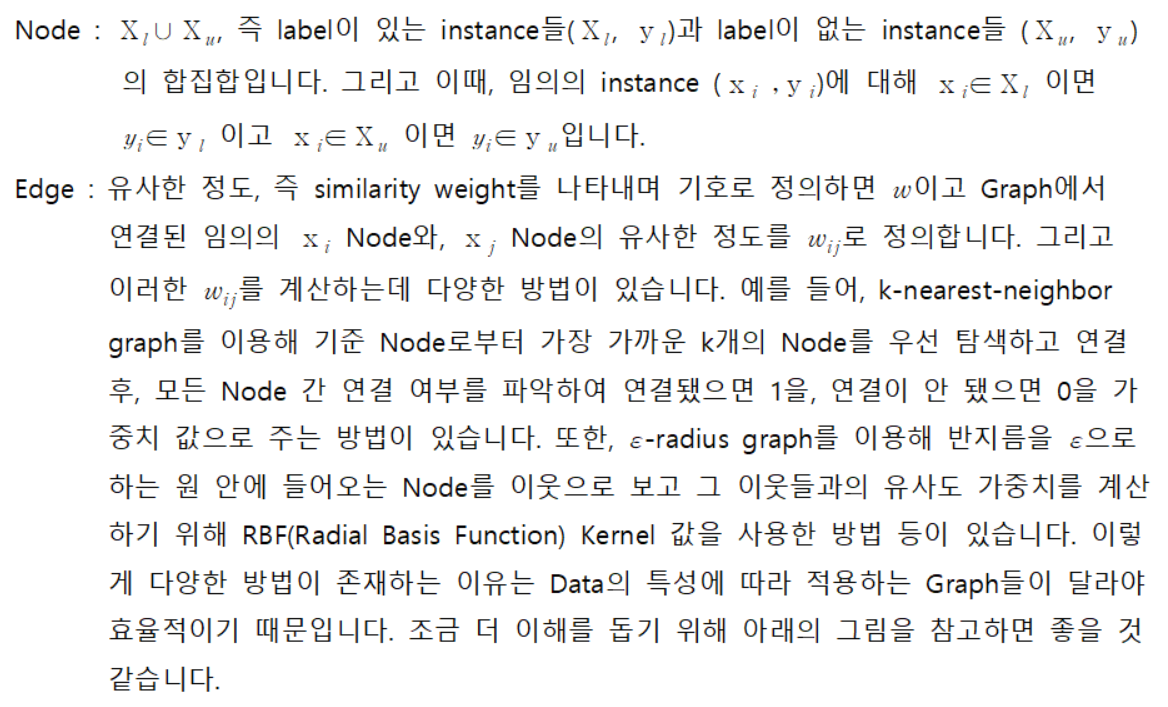 Node : X_l∪X_u, 즉 label이 있는 instance들(X_l, y_l)과 label이 없는 instance들 (X_u, y_u)
의 합집합입니다. 그리고 이때, 임의의 instance (x_i ,y_i)에 대해 x_i∈X_l 이면
y_i∈y_l 이고 x_i∈X_u 이면 y_i∈y_u입니다.
Edge : 유사한 정도, 즉 similarity weight를 나타내며 기호로 정의하면 w이고 Graph에서
연결된 임의의 x_i Node와, x_j Node의 유사한 정도를 w_ij로 정의합니다. 그리고
이러한 w_ij를 계산하는데 다양한 방법이 있습니다. 예를 들어, k-nearest-neighbor
graph를 이용해 기준 Node로부터 가장 가까운 k개의 Node를 우선 탐색하고 연결
후, 모든 Node 간 연결 여부를 파악하여 연결됐으면 1을, 연결이 안 됐으면 0을 가
중치 값으로 주는 방법이 있습니다. 또한, ε-radius graph를 이용해 반지름을 ε으로
하는 원 안에 들어오는 Node를 이웃으로 보고 그 이웃들과의 유사도 가중치를 계산
하기 위해 RBF(Radial Basis Function) Kernel 값을 사용한 방법 등이 있습니다. 이렇
게 다양한 방법이 존재하는 이유는 Data의 특성에 따라 적용하는 Graph들이 달라야
효율적이기 때문입니다. 조금 더 이해를 돕기 위해 아래의 그림을 참고하면 좋을 것
같습니다.